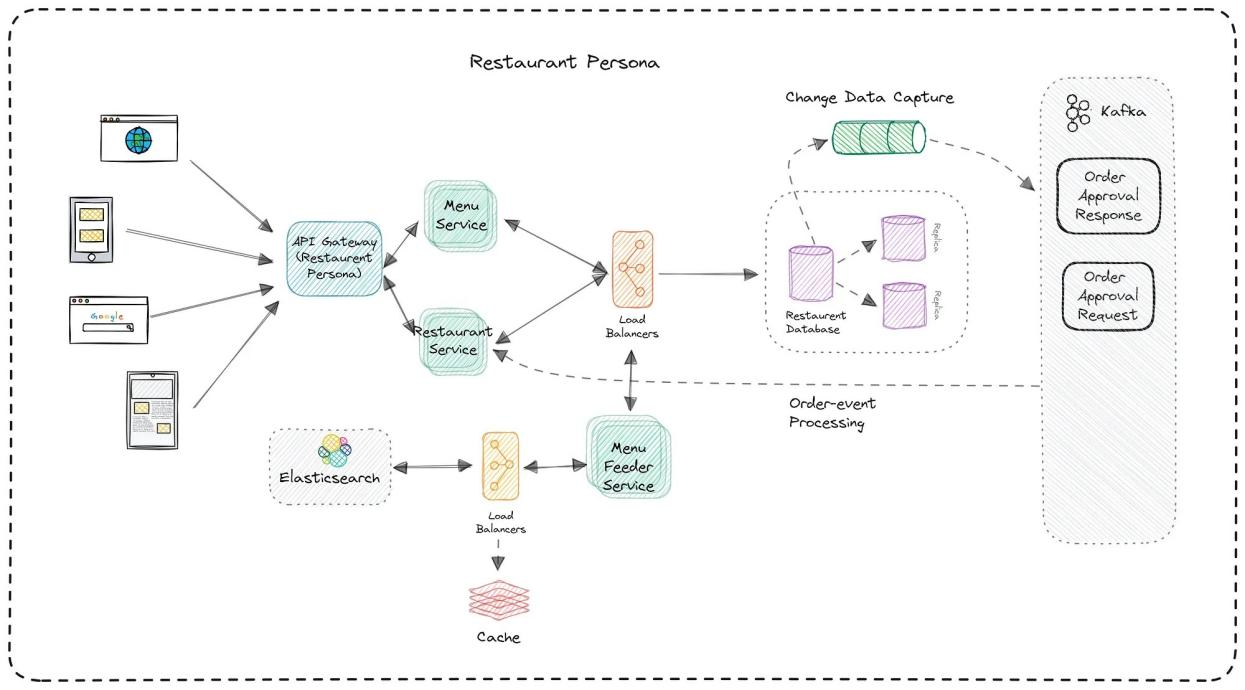 Restaurant Persona
Change Data Capture
Kafka
Order
Approval
Response
Menu
Service
API Gateway
(Restaurent
Persona)
Replica
Order
Approval
Request
Replica
Restaurent
Database
Google
Load
Balancers
Restaurant
Service
Order-event
Processing
Menu
Feeder
Service
Elasticsearch
Load
Balancers
Cache